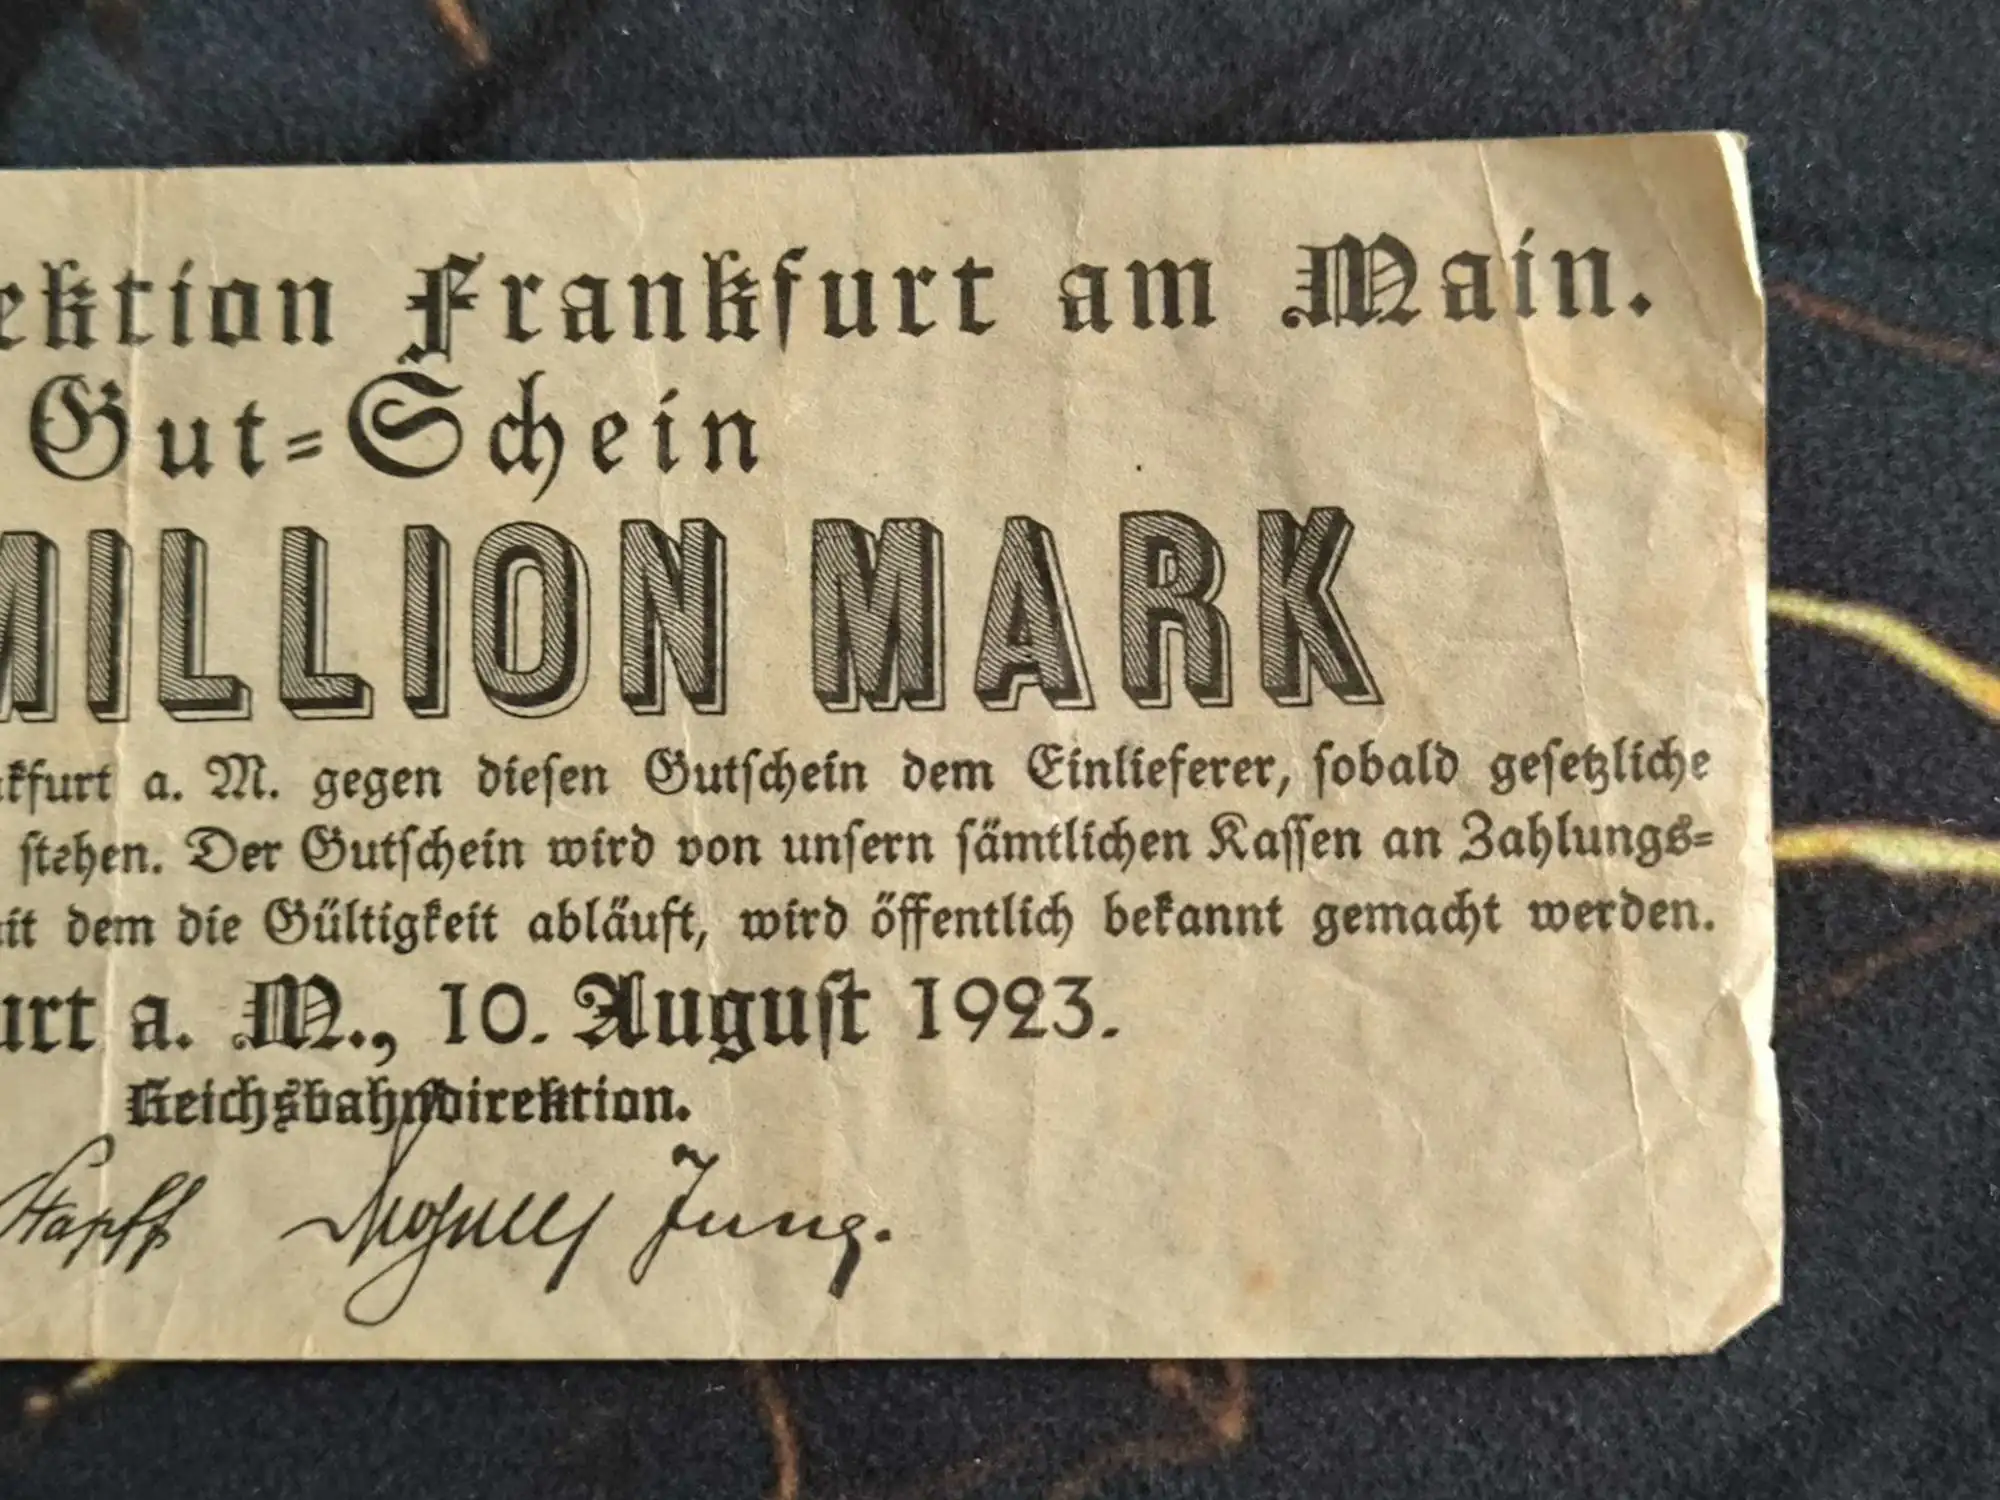 ektion Frankfurt am Main.
Gut=Schein
MILLION MARK
kfurt a. M. gegen diesen Gutschein dem Einlieferer, sobald gesetzliche
stehen. Der Gutschein wird von unsern sämtlichen Kassen an Zahlungs=
it dem die Gültigkeit abläuft, wird öffentlich bekannt gemacht werden.
urt a. M., 10. August 1923.
Reichsbahndirektion.
Stapff Jung.